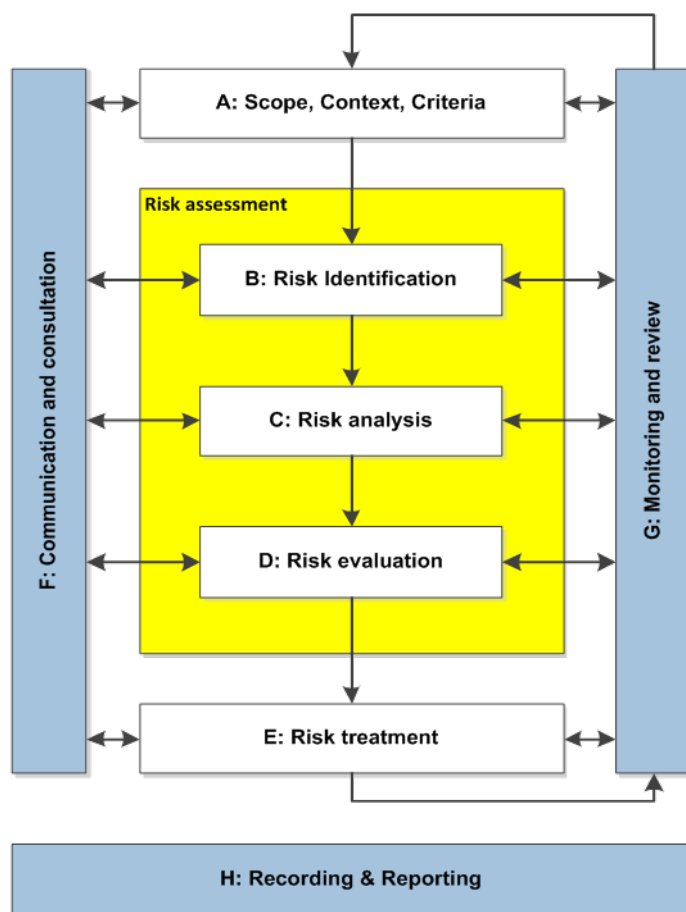 A: Scope, Context, Criteria
Risk assessment
B: Risk Identification
C: Risk analysis
D: Risk evaluation
E: Risk treatment
F: Communication and consultation
G: Monitoring and review
H: Recording & Reporting